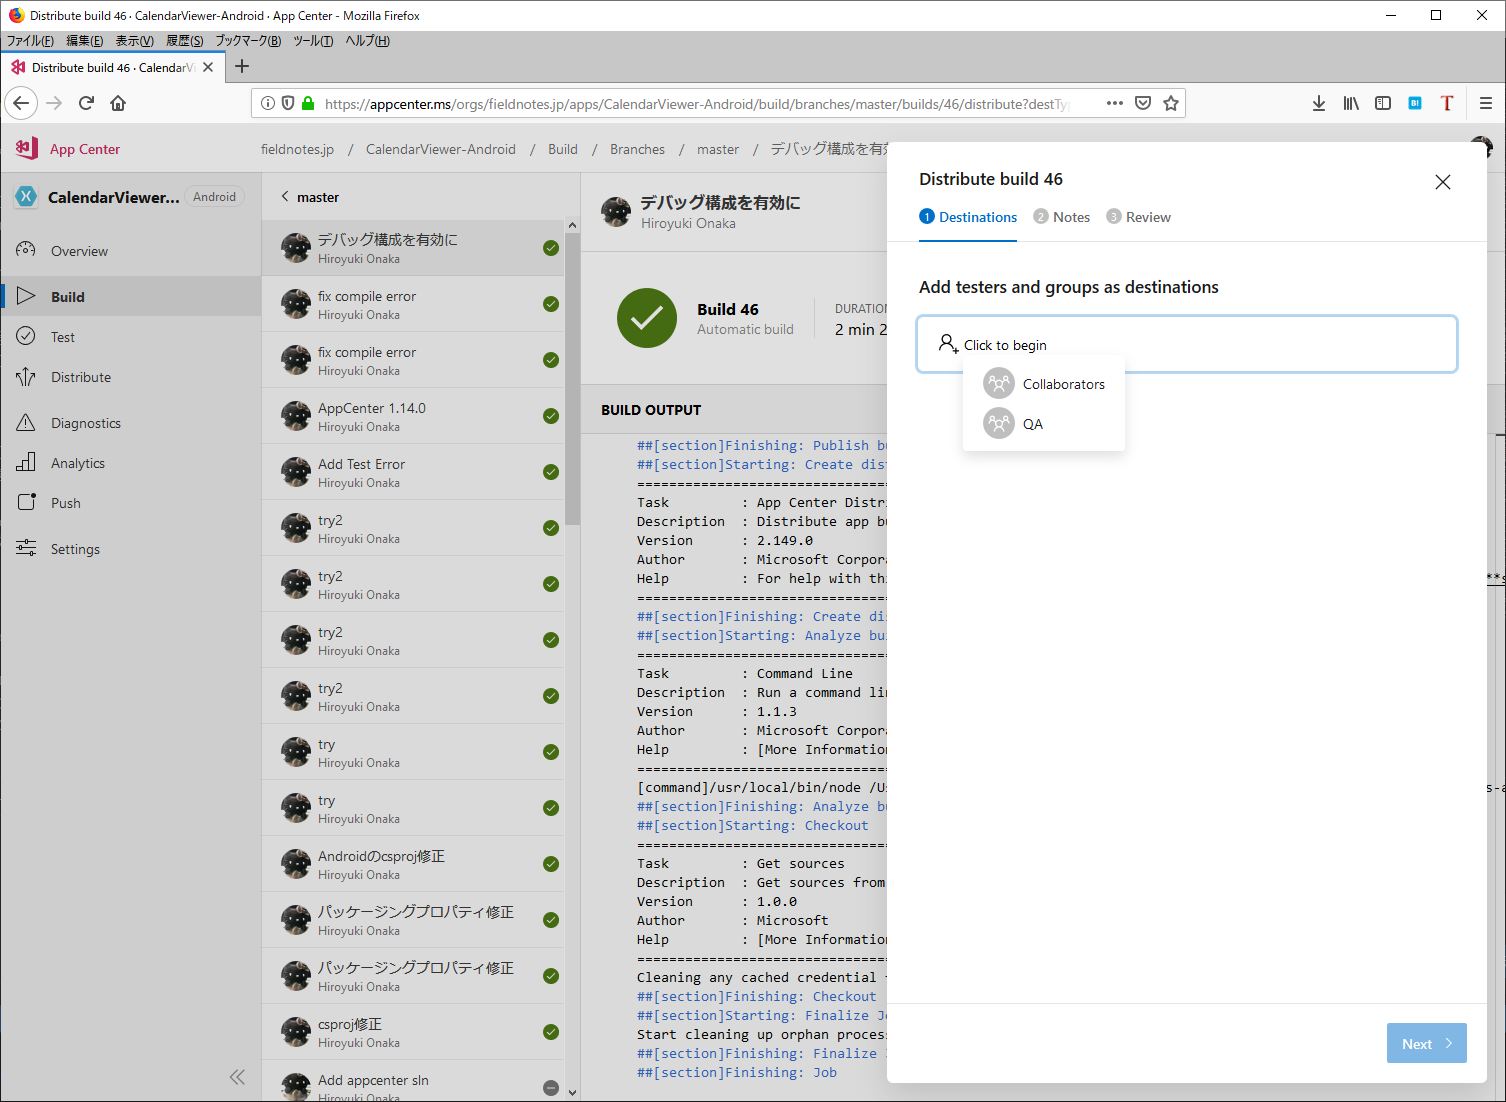 Distribute build 46 · CalendarViewer-Android · App Center - Mozilla Firefox
ファイル(F) 編集(E) 表示(V) 履歴(S) ブックマーク(B) ツール(T) ヘルプ(H)
Distribute build 46 · CalendarVi
https://appcenter.ms/orgs/fieldnotes.jp/apps/CalendarViewer-Android/build/branches/master/builds/46/distribute?destTy
App Center
fieldnotes.jp / CalendarViewer-Android / Build / Branches / master / デバッグ構成を有効
CalendarViewer... Android
Overview
Build
Test
Distribute
Diagnostics
Analytics
Push
Settings
master
デバッグ構成を有効に
Hiroyuki Onaka
fix compile error
Hiroyuki Onaka
fix compile error
Hiroyuki Onaka
AppCenter 1.14.0
Hiroyuki Onaka
Add Test Error
Hiroyuki Onaka
try2
Hiroyuki Onaka
try2
Hiroyuki Onaka
try2
Hiroyuki Onaka
try2
Hiroyuki Onaka
try
Hiroyuki Onaka
try
Hiroyuki Onaka
Androidのcsproj修正
Hiroyuki Onaka
パッケージングプロパティ修正
Hiroyuki Onaka
パッケージングプロパティ修正
Hiroyuki Onaka
csproj修正
Hiroyuki Onaka
Add appcenter sln
Hiroyuki Onaka
デバッグ構成を有効に
Hiroyuki Onaka
Build 46
Automatic build
DURATION
2 min 2
BUILD OUTPUT
##[section]Finishing: Publish bu
##[section]Starting: Create dist
==============================
Task : App Center Distri
Description : Distribute app bu
Version : 2.149.0
Author : Microsoft Corpora
Help : For help with thi
==============================
##[section]Finishing: Create dis
##[section]Starting: Analyze bui
==============================
Task : Command Line
Description : Run a command lin
Version : 1.1.3
Author : Microsoft Corpora
Help : [More Information
==============================
[command]/usr/local/bin/node /Us
##[section]Finishing: Analyze bu
##[section]Starting: Checkout
==============================
Task : Get sources
Description : Get sources from
Version : 1.0.0
Author : Microsoft
Help : [More Information
==============================
Cleaning any cached credential
##[section]Finishing: Checkout
##[section]Starting: Finalize Jo
Start cleaning up orphan process
##[section]Finishing: Finalize
##[section]Finishing: Job
Distribute build 46
1 Destinations 2 Notes 3 Review
Add testers and groups as destinations
Click to begin
Collaborators
QA
Next